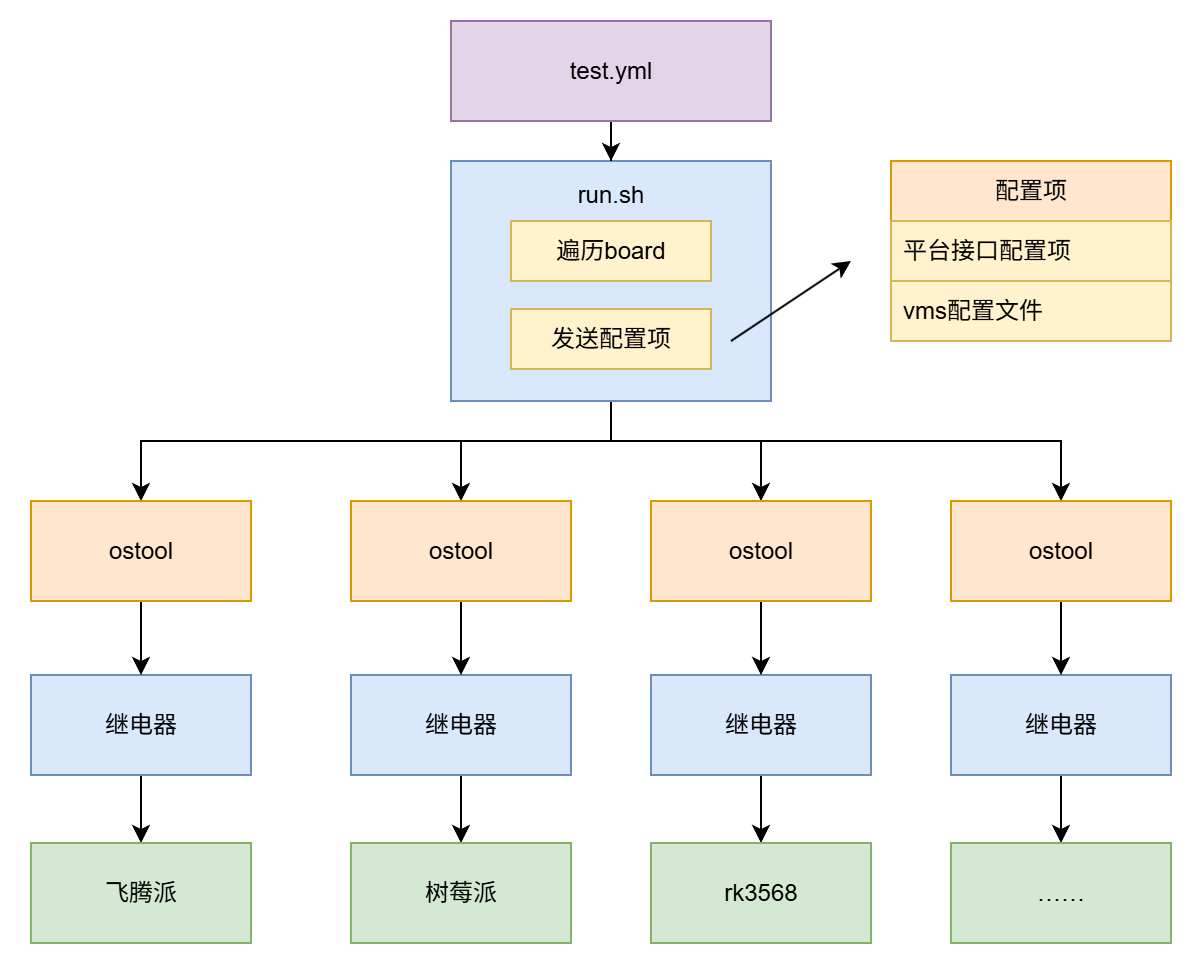 test.yml
run.sh
遍历board
发送配置项
配置项
平台接口配置项
vms配置文件
ostool
ostool
ostool
ostool
继电器
继电器
继电器
继电器
飞腾派
树莓派
rk3568
……